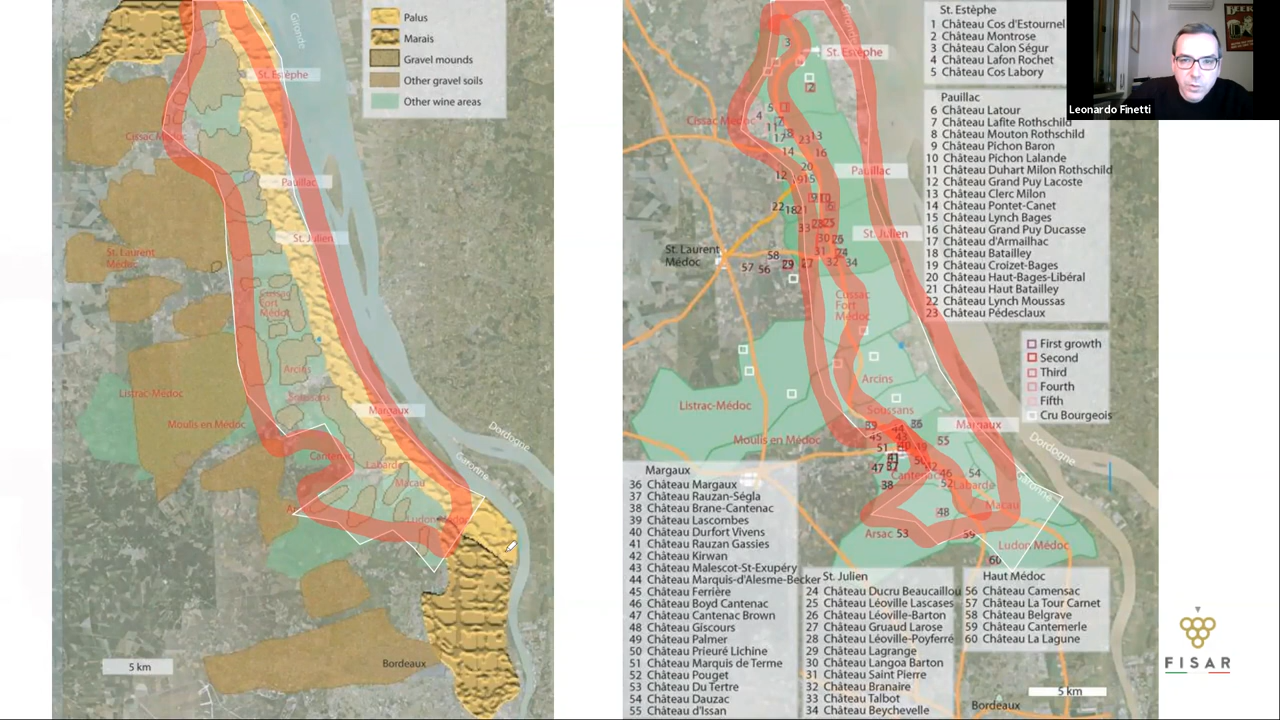 Palus
Marais
Gravel mounds
Other gravel soils
Other wine areas
Gironde
St. Estèphe
Cissac Médoc
Pauillac
St. Julien
St. Laurent
Médoc
Cussac
Fort
Médoc
Arcins
Listrac-Médoc
Soussans
Margaux
Moulis en Médoc
Dordogne
Cantenac
Labarde
Garonne
Macau
Ludon Médoc
5 km
Bordeaux
St. Estèphe
1 Château Cos d'Estournel
2 Château Montrose
3 Château Calon Ségur
4 Château Lafon Rochet
5 Château Cos Labory
Leonardo Finetti
Pauillac
6 Château Latour
7 Château Lafite Rothschild
8 Château Mouton Rothschild
9 Château Pichon Baron
10 Château Pichon Lalande
11 Château Duhart Milon Rothschild
12 Château Grand Puy Lacoste
13 Château Clerc Milon
14 Château Pontet-Canet
15 Château Lynch Bages
16 Château Grand Puy Ducasse
17 Château d'Armailhac
18 Château Batailley
19 Château Croizet-Bages
20 Château Haut-Bages-Libéral
21 Château Haut Batailley
22 Château Lynch Moussas
23 Château Pédesclaux
First growth
Second
Third
Fourth
Fifth
Cru Bourgeois
St. Estèphe
Cissac Médoc
Pauillac
St. Julien
St. Laurent
Médoc
Cussac
Fort
Médoc
Arcins
Listrac-Médoc
Soussans
Margaux
Moulis en Médoc
Dordogne
Cantenac
Labarde
Garonne
Macau
Arsac
Ludon Médoc
Margaux
36 Château Margaux
37 Château Rauzan-Ségla
38 Château Brane-Cantenac
39 Château Lascombes
40 Château Durfort Vivens
41 Château Rauzan Gassies
42 Château Kirwan
43 Château Malescot-St-Exupéry
44 Château Marquis-d'Alesme-Becker
45 Château Ferrière
46 Château Boyd Cantenac
47 Château Cantenac Brown
48 Château Giscours
49 Château Palmer
50 Château Prieuré Lichine
51 Château Marquis de Terme
52 Château Pouget
53 Château Du Tertre
54 Château Dauzac
55 Château d'Issan
St. Julien
24 Château Ducru Beaucaillou
25 Château Léoville Lascases
26 Château Léoville-Barton
27 Château Gruaud Larose
28 Château Léoville-Poyferré
29 Château Lagrange
30 Château Langoa Barton
31 Château Saint Pierre
32 Château Branaire
33 Château Talbot
34 Château Beychevelle
Haut Médoc
56 Château Camensac
57 Château La Tour Carnet
58 Château Belgrave
59 Château Cantemerle
60 Château La Lagune
5 km
Bordeaux
FISAR